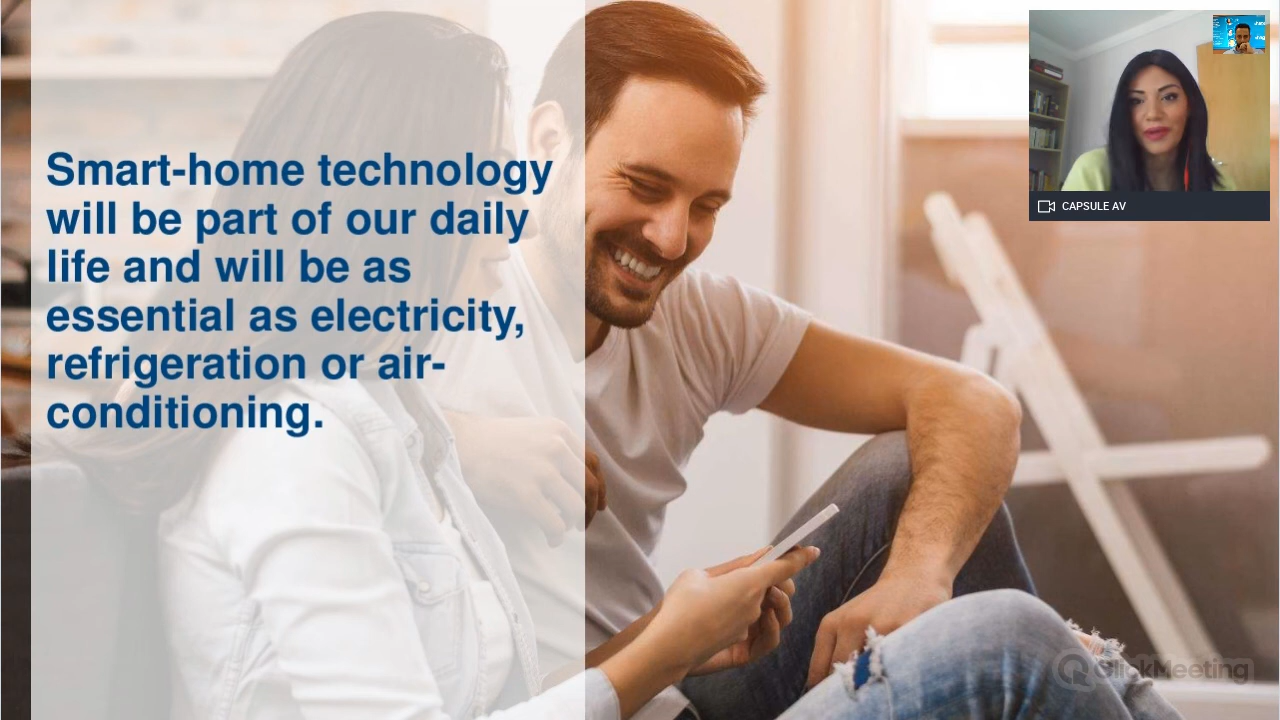 Smart-home technology
will be part of our daily
life and will be as
essential as electricity,
refrigeration or air-
conditioning.
CAPSULE AV
ClickMeeting